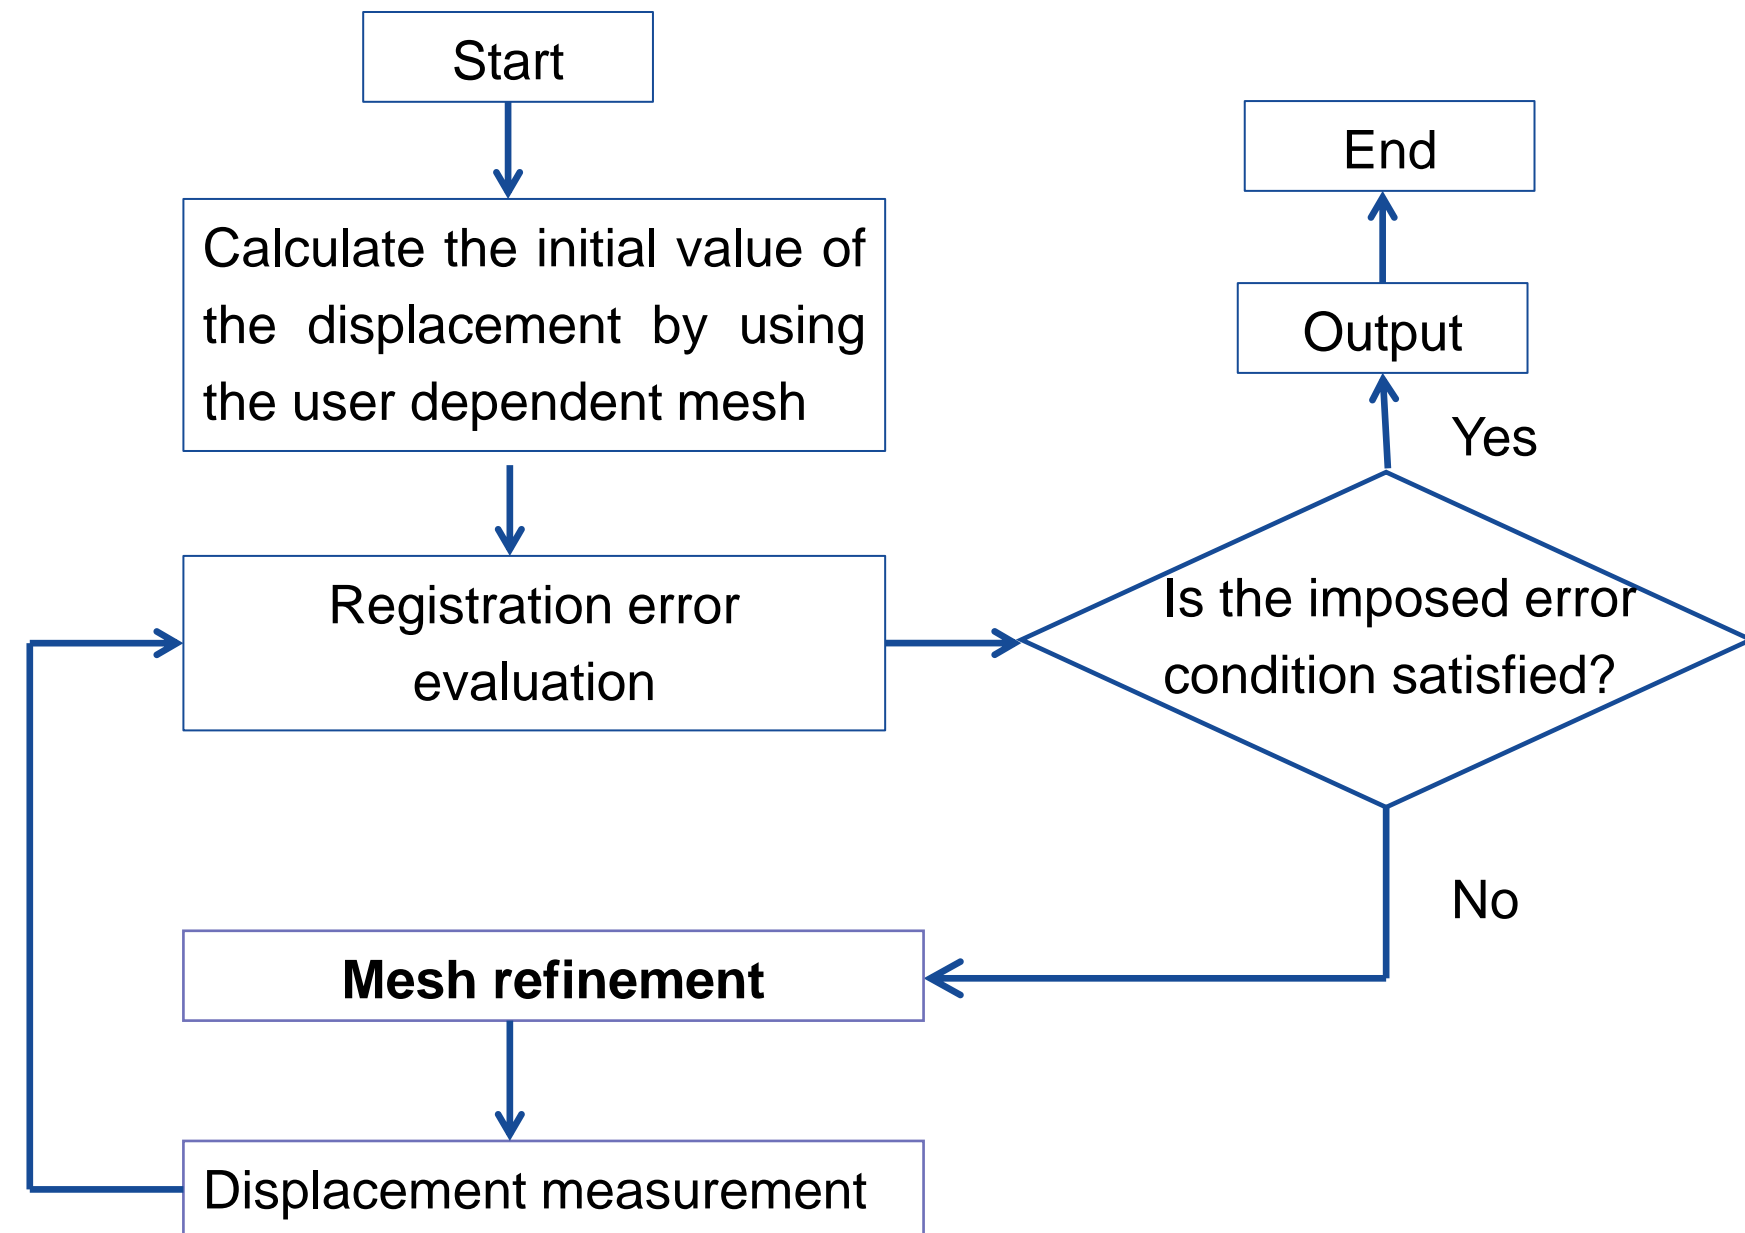 Start
Calculate the initial value of
the displacement by using
the user dependent mesh
Registration error
evaluation
Is the imposed error
condition satisfied?
Yes
Output
End
No
Mesh refinement
Displacement measurement